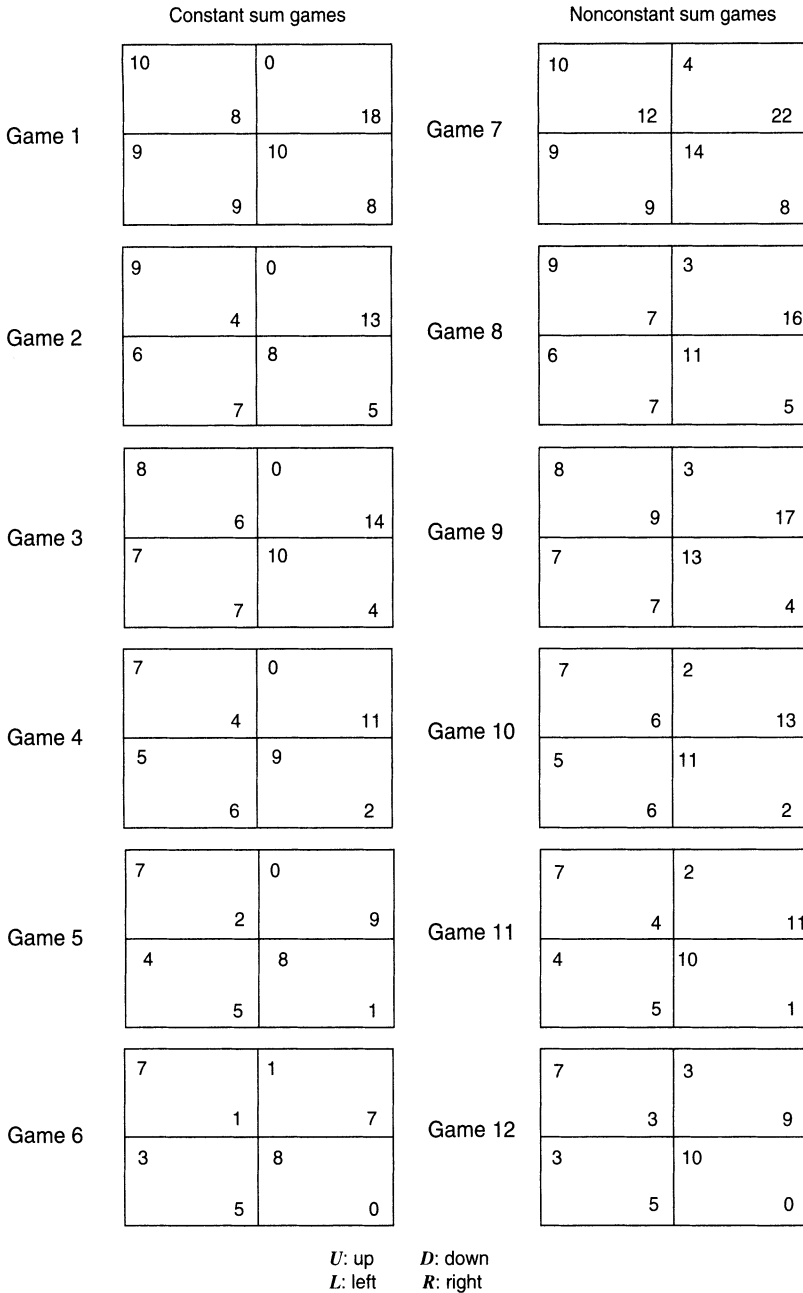 Constant sum games Nonconstant sum games
10 0 10 4
8 18 12 22
Game 1 Game 7
9 10 9 14
9 8 9 8
9 0 9 3
4 13 7 16
Game 2 Game 8
6 8 6 11
7 5 7 5
8 0 8 3
6 14 9 17
Game 3 Game 9
7 10 7 13
7 4 7 4
7 0 7 2
4 11 6 13
Game 4 Game 10
5 9 5 11
6 2 6 2
7 0 7 2
2 9 4 11
Game 5 Game 11
4 8 4 10
5 1 5 1
7 1 7 3
1 7 3 9
Game 6 Game 12
3 8 3 10
5 0 5 0
U: up D: down
L: left R: right